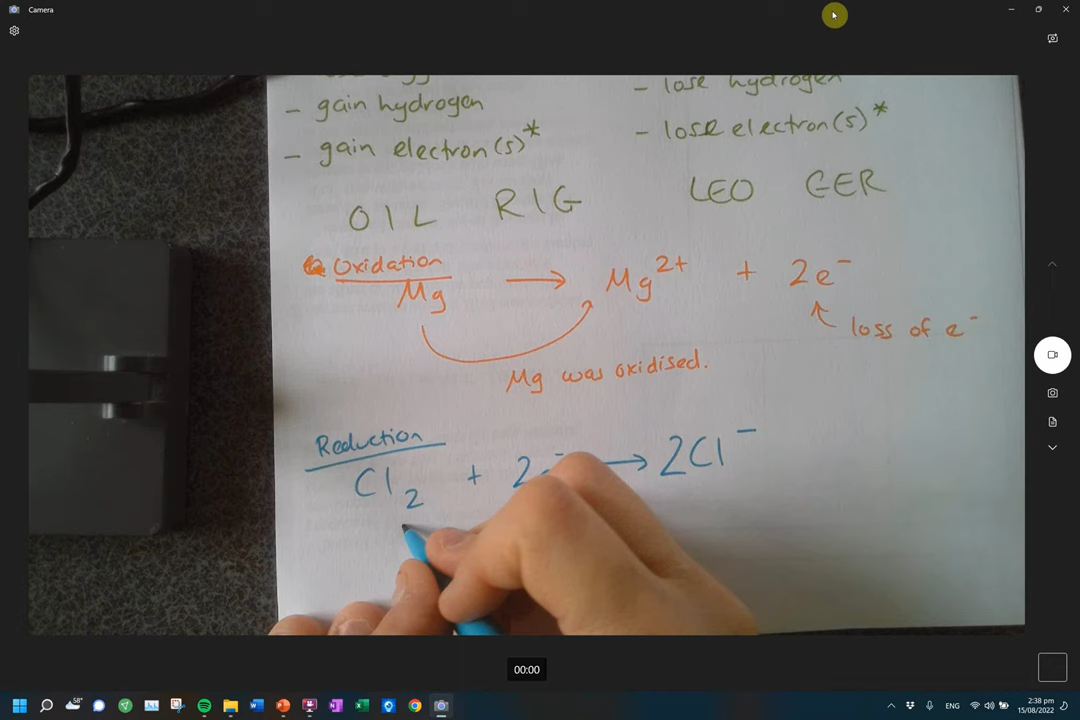 Camera
lose hydrogen
- gain hydrogen
- lose electron(s)*
- gain electron(s)*
OIL RIG LEO GER
Oxidation
Mg → Mg²⁺ + 2e⁻
loss of e⁻
Mg was oxidised.
Reduction
Cl₂ + 2 → 2Cl⁻
00:00
58°
ENG
2:38 pm
15/08/2022